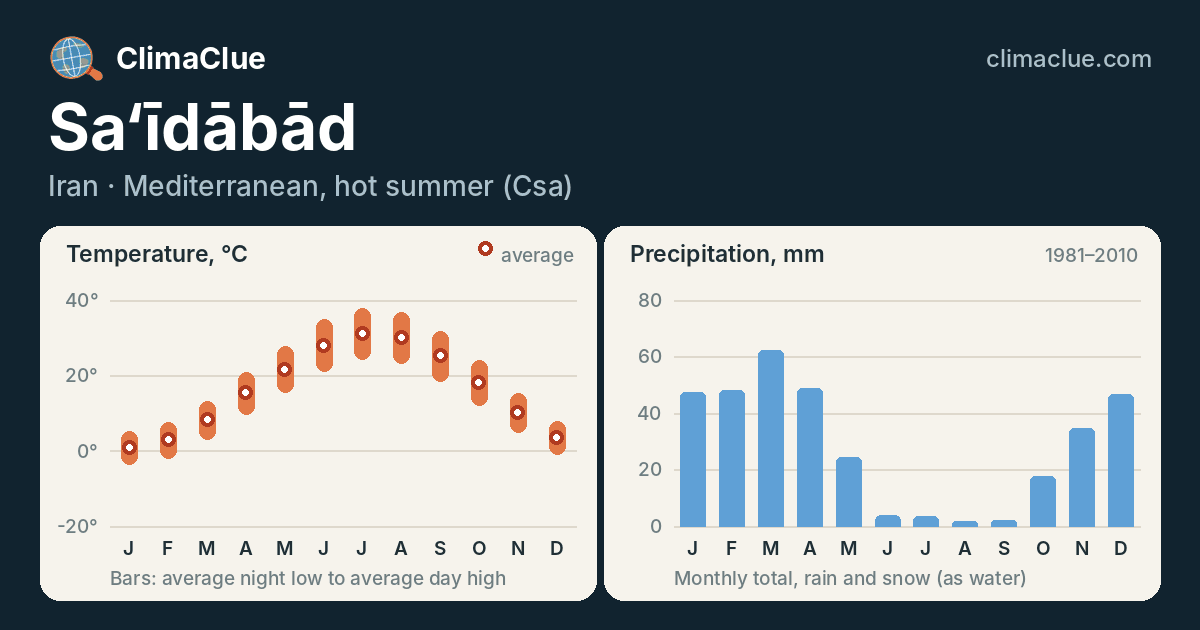 ClimaClue
climaclue.com
Sa‘īdābād
Iran · Mediterranean, hot summer (Csa)
Temperature, °C
average
40°
20°
0°
-20°
J F M A M J J A S O N D
Bars: average night low to average day high
Precipitation, mm
1981–2010
80
60
40
20
0
J F M A M J J A S O N D
Monthly total, rain and snow (as water)